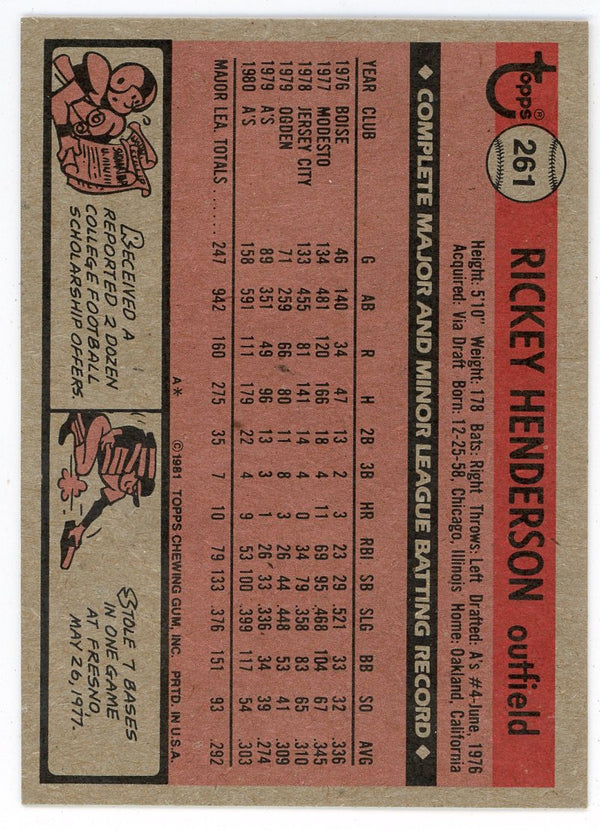 Topps®
261
RICKEY HENDERSON outfield
Height: 5'10" Weight: 178 Bats: Right Throws: Left Drafted: A's #4-June, 1976
Acquired: Via Draft Born: 12-25-58, Chicago, Illinois Home: Oakland, California
◆ COMPLETE MAJOR AND MINOR LEAGUE BATTING RECORD ◆
YEAR CLUB G AB R H 2B 3B HR RBI SB SLG BB SO AVG
1976 BOISE 46 140 34 47 13 2 3 23 29 .521 33 32 .336
1977 MODESTO 134 481 120 166 18 4 11 69 95 .468 104 67 .345
1978 JERSEY CITY 133 455 81 141 14 4 0 34 79 .358 83 65 .310
1979 OGDEN 71 259 66 80 11 8 3 26 44 .448 53 41 .309
1979 A'S 89 351 49 96 13 3 1 26 33 .336 34 39 .274
1980 A'S 158 591 111 179 22 4 9 53 100 .399 117 54 .303
MAJOR LEA. TOTALS ...... 247 942 160 275 35 7 10 79 133 .376 151 93 .292
A* ©1981 TOPPS CHEWING GUM, INC. PRTD. IN U.S.A.
RECEIVED A
REPORTED 2 DOZEN
COLLEGE FOOTBALL
SCHOLARSHIP OFFERS.
STOLE 7 BASES
IN ONE GAME
AT FRESNO,
MAY 26, 1977.